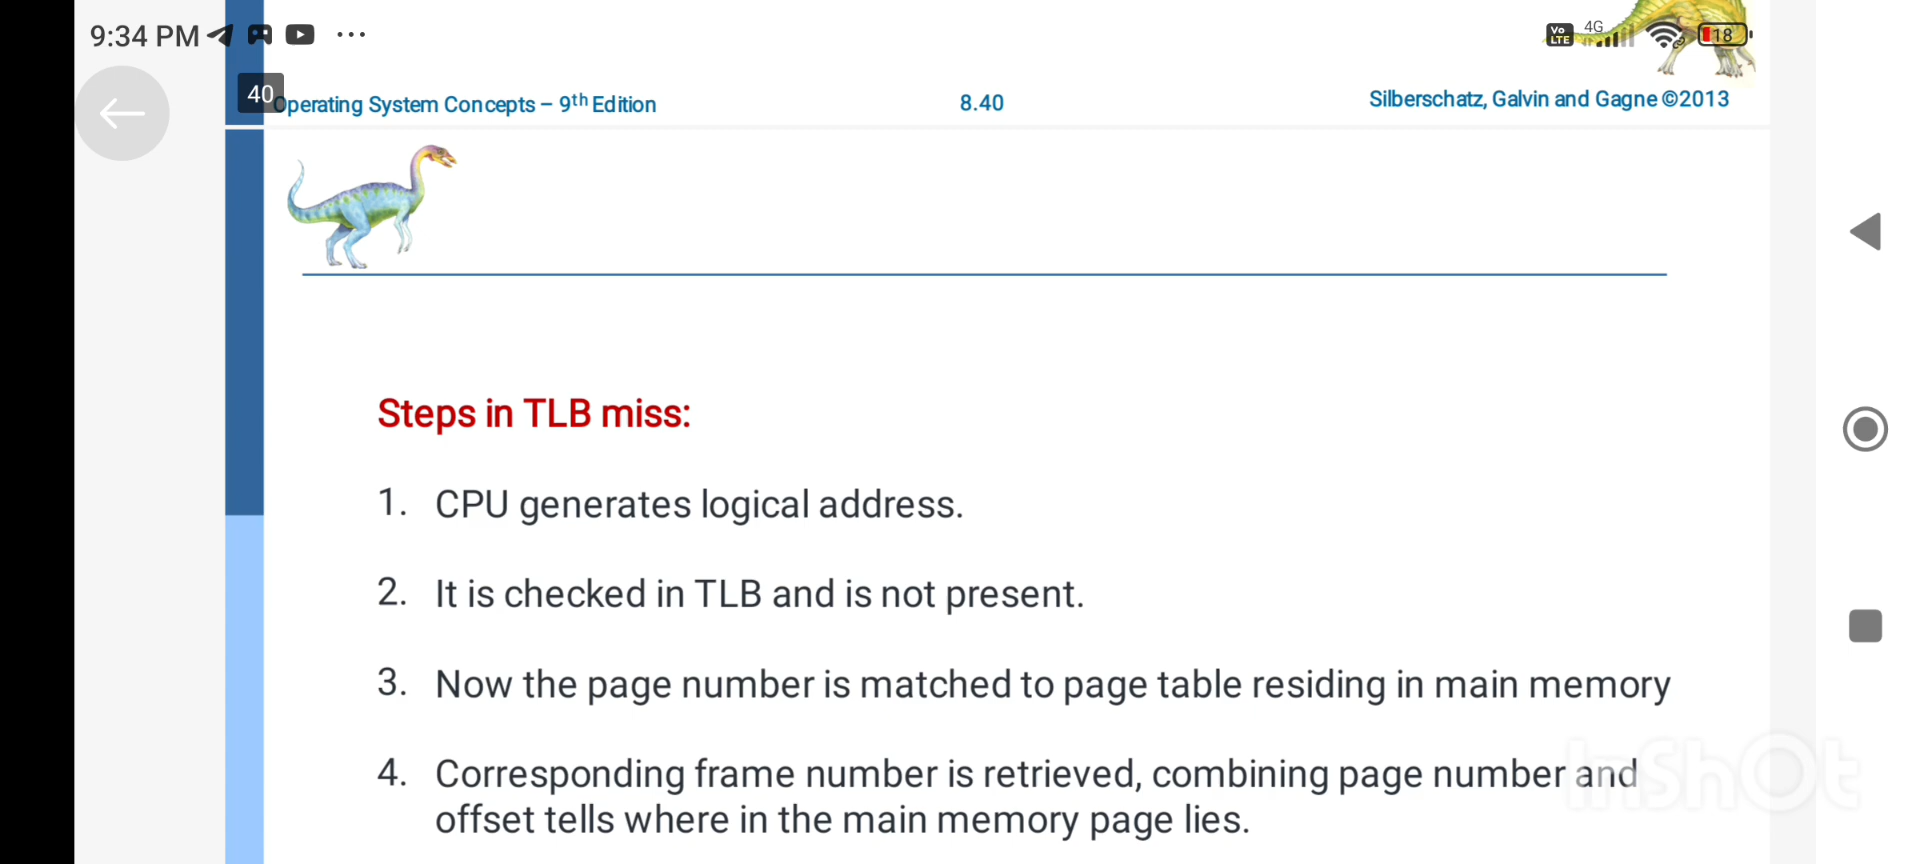 9:34 PM
Vo LTE 4G 18
40
Operating System Concepts – 9th Edition 8.40 Silberschatz, Galvin and Gagne ©2013
Steps in TLB miss:
1. CPU generates logical address.
2. It is checked in TLB and is not present.
3. Now the page number is matched to page table residing in main memory
4. Corresponding frame number is retrieved, combining page number and
offset tells where in the main memory page lies.
InShOt